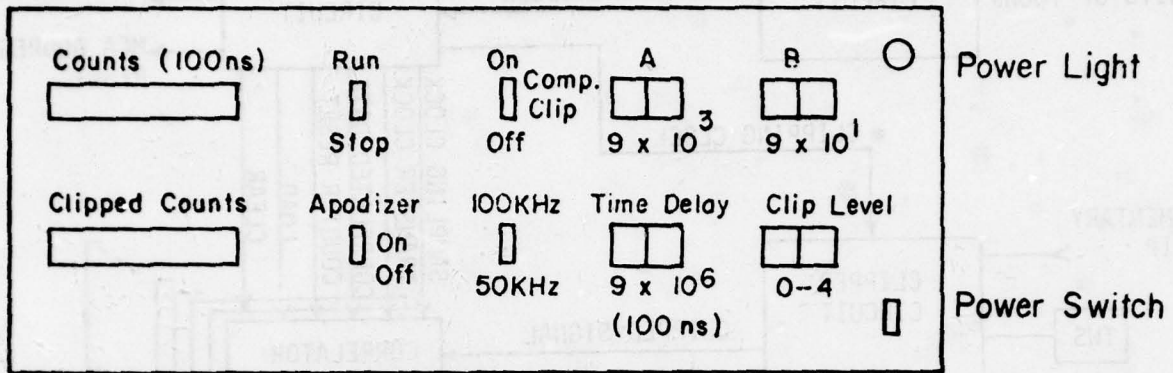 Counts (100ns) Run On A B
Comp.
Clip
Stop Off 9 x 10³ 9 x 10¹
Power Light
Clipped Counts Apodizer 100KHz Time Delay Clip Level
On
Off 50KHz 9 x 10⁶ 0-4
(100 ns)
Power Switch